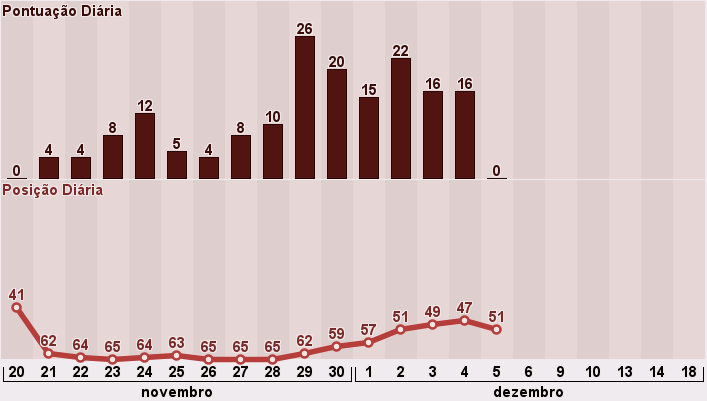 Pontuação Diária
0 4 4 8 12 5 4 8 10 26 20 15 22 16 16 0
Posição Diária
41 62 64 65 64 63 65 65 65 62 59 57 51 49 47 51
20 21 22 23 24 25 26 27 28 29 30 1 2 3 4 5 6 9 10 13 14 18
novembro dezembro